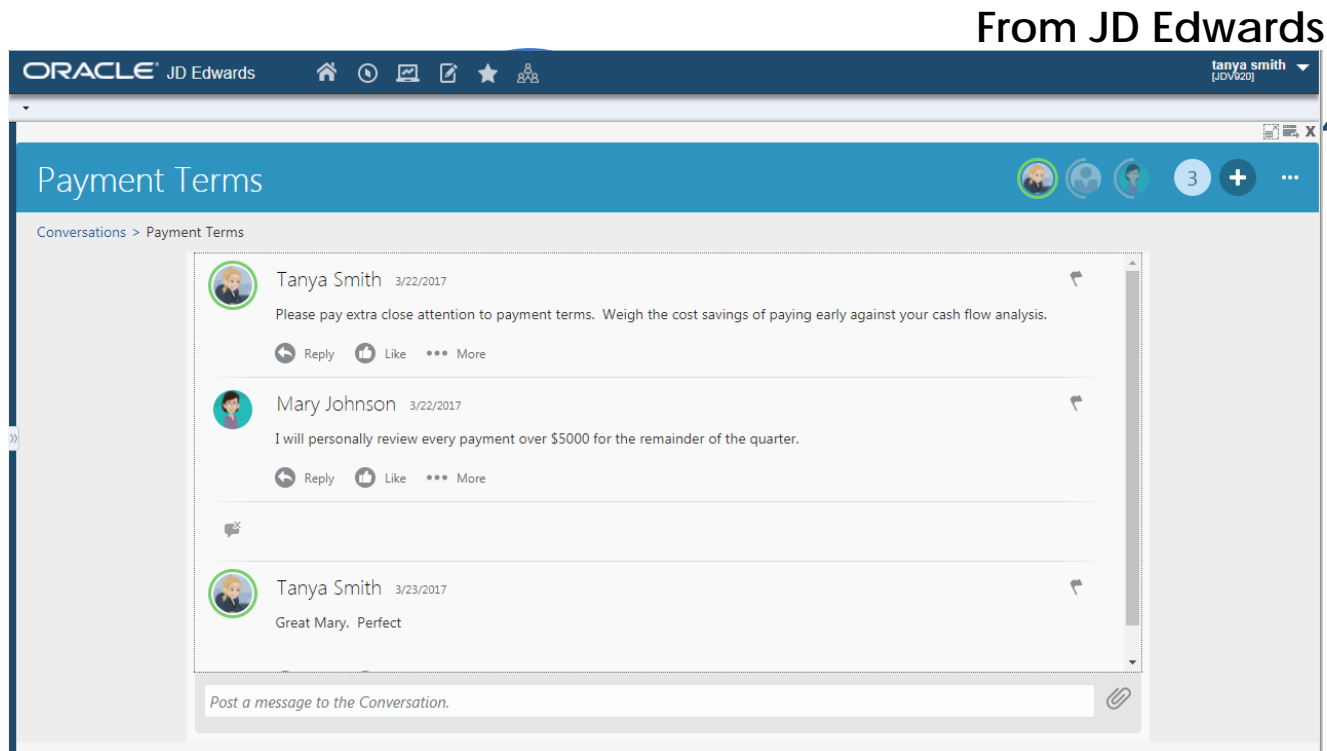 From JD Edwards
ORACLE JD Edwards
tanya smith
[JDV920]
X
Payment Terms
3
Conversations > Payment Terms
Tanya Smith 3/22/2017
Please pay extra close attention to payment terms.  Weigh the cost savings of paying early against your cash flow analysis.
Reply Like More
Mary Johnson 3/22/2017
I will personally review every payment over $5000 for the remainder of the quarter.
Reply Like More
Tanya Smith 3/23/2017
Great Mary.  Perfect
Post a message to the Conversation.